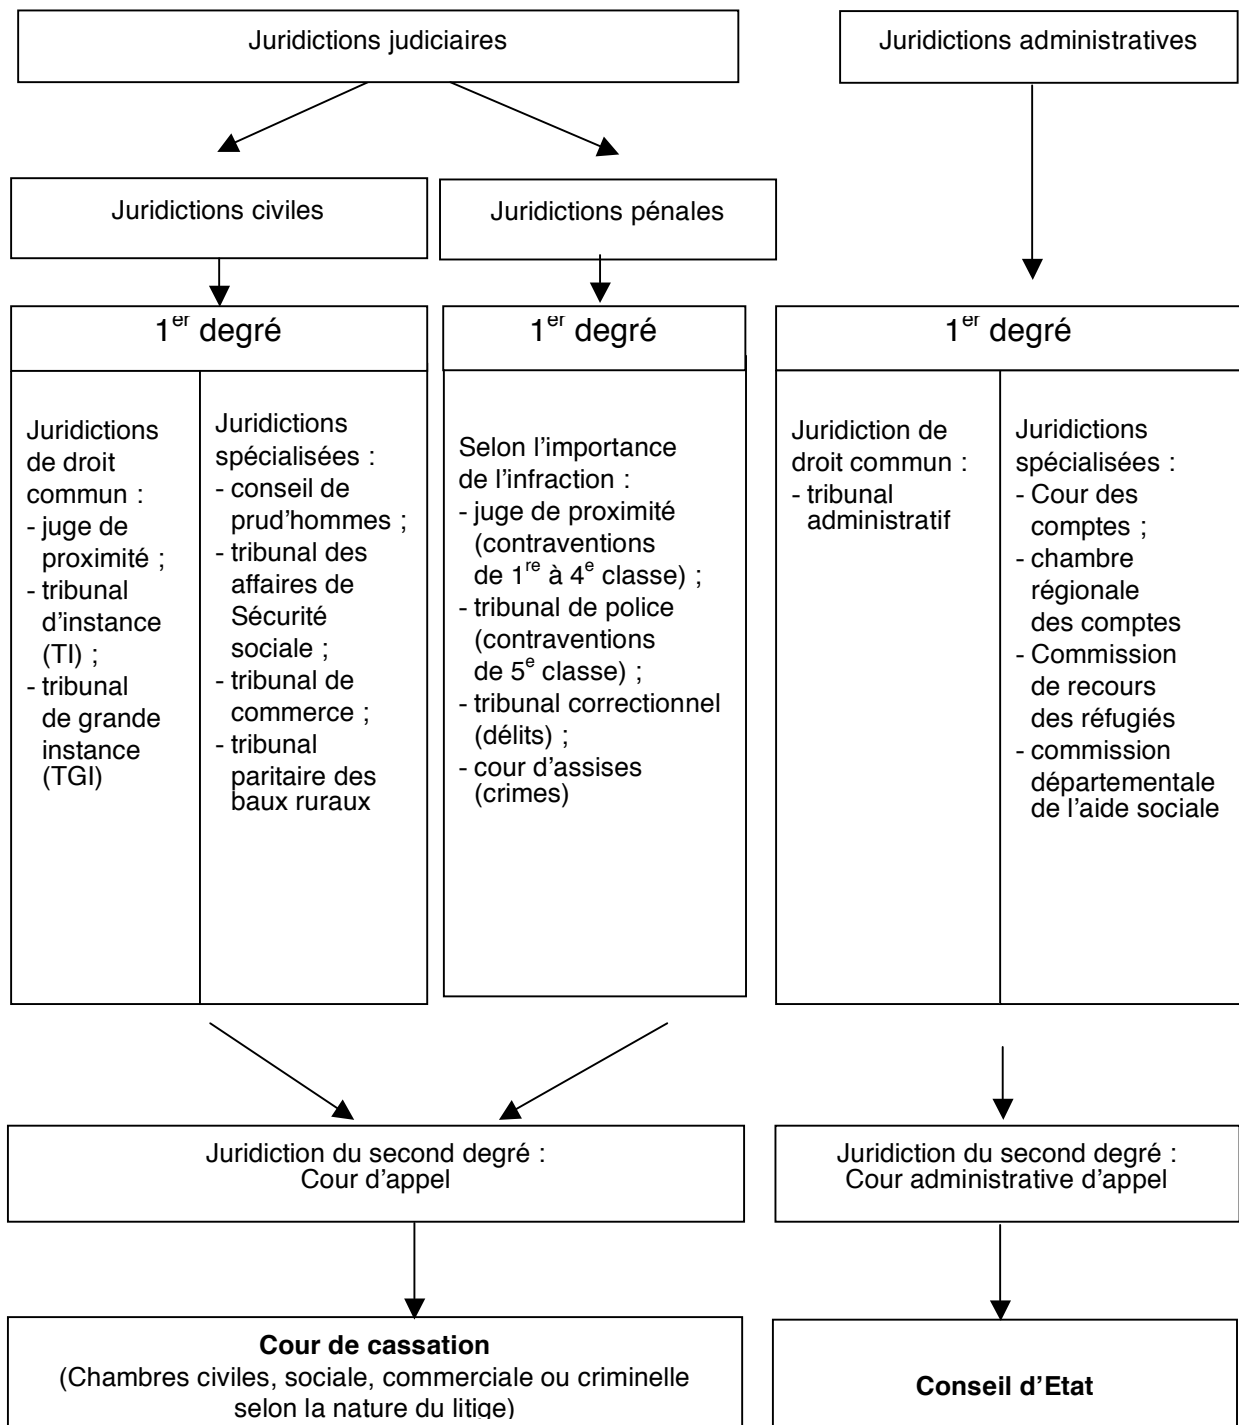 Juridictions judiciaires
Juridictions administratives
Juridictions civiles
Juridictions pénales
1er degré
Juridictions
de droit
commun :
- juge de
proximité ;
- tribunal
d’instance
(TI) ;
- tribunal
de grande
instance
(TGI)
Juridictions
spécialisées :
- conseil de
prud’hommes ;
- tribunal des
affaires de
Sécurité
sociale ;
- tribunal de
commerce ;
- tribunal
paritaire des
baux ruraux
1er degré
Selon l’importance
de l’infraction :
- juge de proximité
(contraventions
de 1re à 4e classe) ;
- tribunal de police
(contraventions
de 5e classe) ;
- tribunal correctionnel
(délits) ;
- cour d’assises
(crimes)
1er degré
Juridiction de
droit commun :
- tribunal
administratif
Juridictions
spécialisées :
- Cour des
comptes ;
- chambre
régionale
des comptes
- Commission
de recours
des réfugiés
- commission
départementale
de l’aide sociale
Juridiction du second degré :
Cour d’appel
Juridiction du second degré :
Cour administrative d’appel
Cour de cassation
(Chambres civiles, sociale, commerciale ou criminelle
selon la nature du litige)
Conseil d’Etat